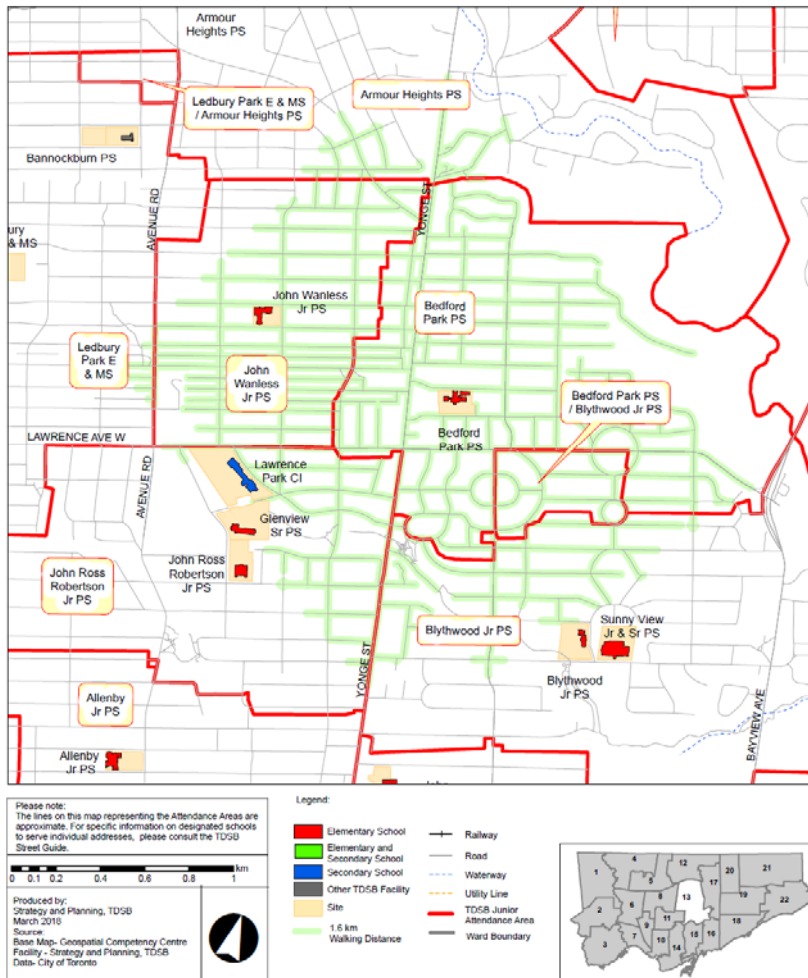 Armour
Heights PS
Ledbury Park E & MS
/ Armour Heights PS
Armour Heights PS
Bannockburn PS
AVENUE RD
YONGE ST
ury
& MS
John Wanless
Jr PS
Bedford
Park PS
Ledbury
Park E
& MS
John
Wanless
Jr PS
Bedford Park PS
/ Blythwood Jr PS
Bedford
Park PS
LAWRENCE AVE W
Lawrence
Park CI
AVENUE RD
Glenview
Sr PS
John Ross
Robertson
Jr PS
John Ross
Robertson
Jr PS
Blythwood Jr PS
Sunny View
Jr & Sr PS
Blythwood
Jr PS
YONGE ST
BAYVIEW AVE
Allenby
Jr PS
Allenby
Jr PS
Please note:
The lines on this map representing the Attendance Areas are
approximate. For specific information on designated schools
to serve individual addresses, please consult the TDSB
Street Guide.
km
0 0.1 0.2 0.4 0.6 0.8 1
Produced by:
Strategy and Planning, TDSB
March 2018
Source:
Base Map- Geospatial Competency Centre
Facility - Strategy and Planning, TDSB
Data- City of Toronto
Legend:
Elementary School
Elementary and
Secondary School
Secondary School
Other TDSB Facility
Site
1.6 km
Walking Distance
Railway
Road
Waterway
Utility Line
TDSB Junior
Attendance Area
Ward Boundary
1
2
3
4
5
6
7
8
9
10
11
12
13
14
15
16
17
18
19
20
21
22